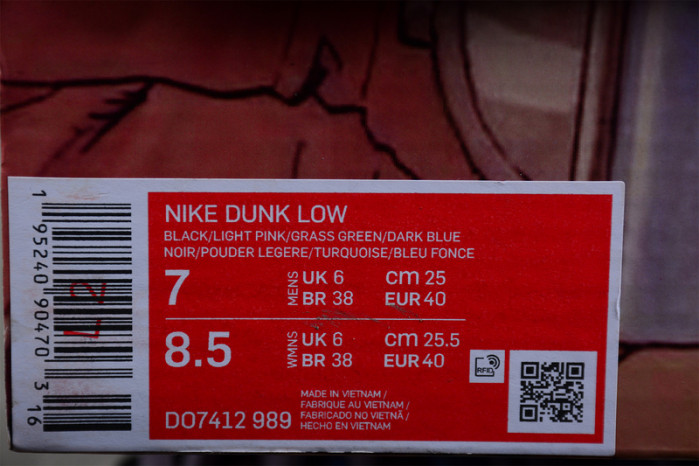 NIKE DUNK LOW
BLACK/LIGHT PINK/GRASS GREEN/DARK BLUE
NOIR/POUDER LEGERE/TURQUOISE/BLEU FONCE
7 MENS UK 6 cm 25
BR 38 EUR 40
8.5 WMNS UK 6 cm 25.5
BR 38 EUR 40
RFID
DO7412 989
MADE IN VIETNAM /
FABRIQUE AU VIETNAM /
FABRICADO NO VIETNÃ /
HECHO EN VIETNAM
1 95240 90470 3 16